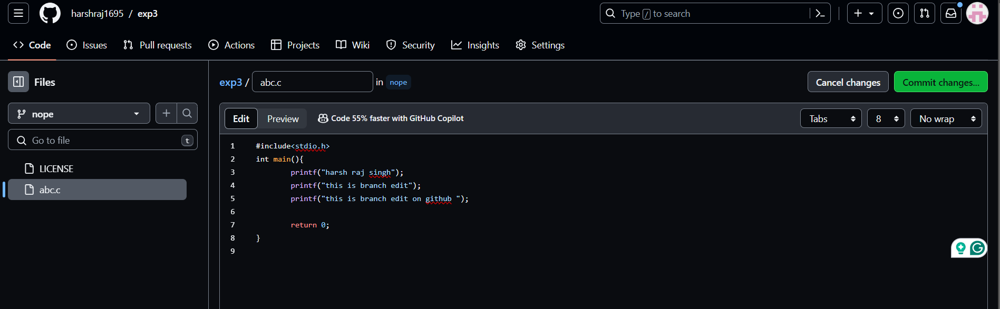 harshraj1695 / exp3
Type / to search
Code Issues Pull requests Actions Projects Wiki Security Insights Settings
Files
exp3 / abc.c in nope
Cancel changes Commit changes...
nope
Go to file t
LICENSE
abc.c
Edit Preview Code 55% faster with GitHub Copilot
Tabs 8 No wrap
1 #include<stdio.h>
2 int main(){
3 printf("harsh raj singh");
4 printf("this is branch edit");
5 printf("this is branch edit on github ");
6
7 return 0;
8 }
9